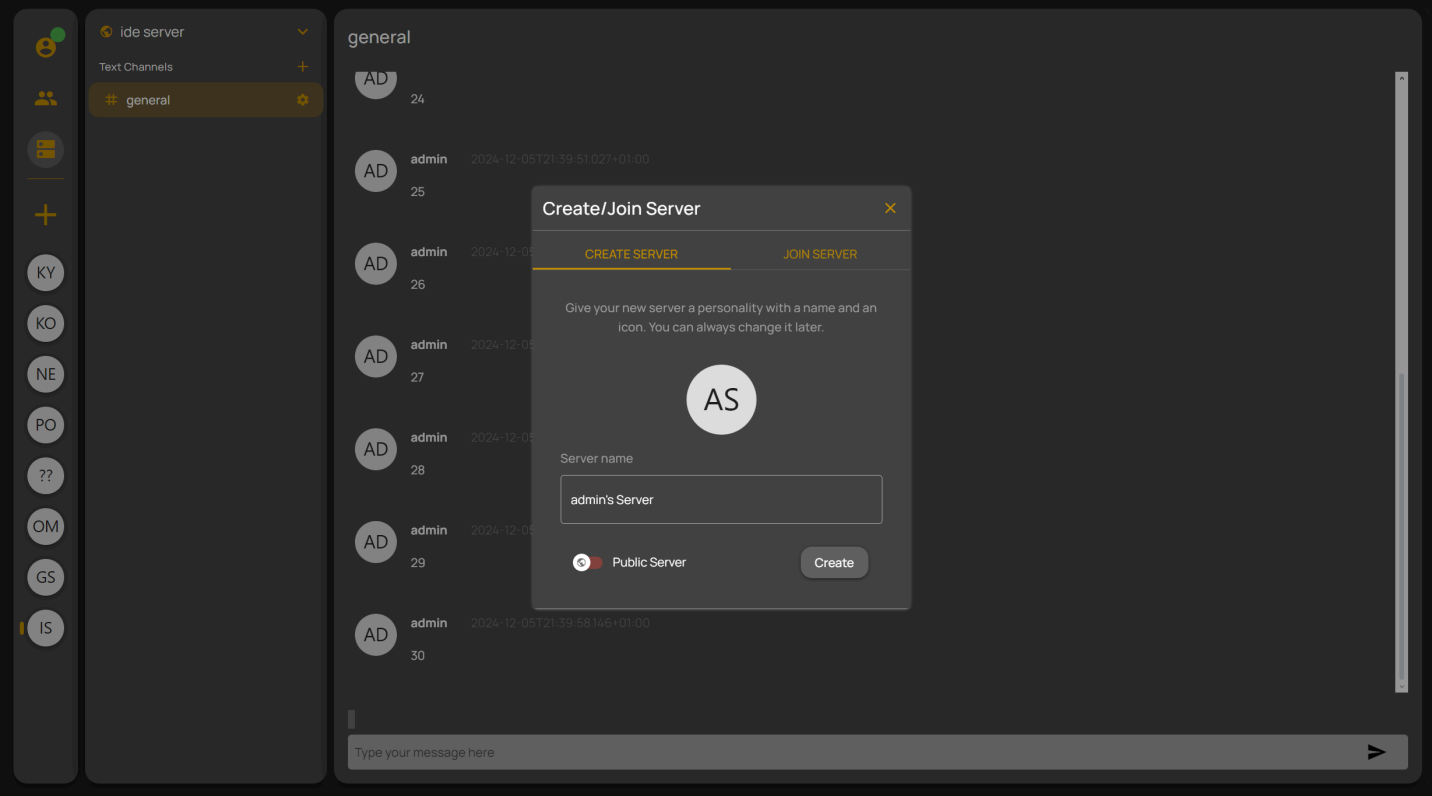 ide server
Text Channels
general
KY
KO
NE
PO
??
OM
GS
IS
general
AD
24
AD
admin 2024-12-05T21:39:51.027+01:00
25
AD
admin 2024-12-05
26
AD
admin 2024-12-05
27
AD
admin 2024-12-05
28
AD
admin 2024-12-05
29
AD
admin 2024-12-05T21:39:58.146+01:00
30
Type your message here
Create/Join Server
CREATE SERVER JOIN SERVER
Give your new server a personality with a name and an
icon. You can always change it later.
AS
Server name
admin's Server
Public Server Create